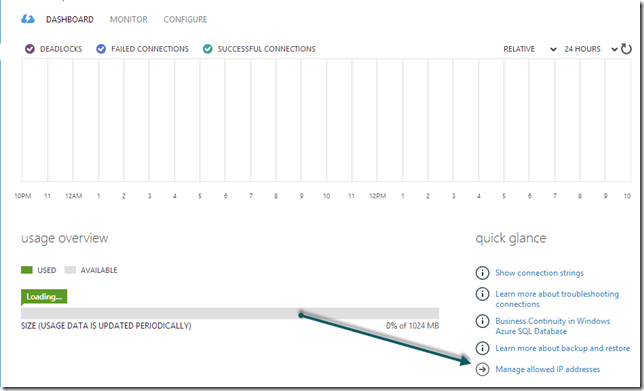 DASHBOARD MONITOR CONFIGURE
DEADLOCKS FAILED CONNECTIONS SUCCESSFUL CONNECTIONS RELATIVE 24 HOURS
10PM 11 12AM 1 2 3 4 5 6 7 8 9 10 11 12PM 1 2 3 4 5 6 7 8 9 10
usage overview
USED AVAILABLE
Loading...
SIZE (USAGE DATA IS UPDATED PERIODICALLY) 0% of 1024 MB
quick glance
Show connection strings
Learn more about troubleshooting
connections
Business Continuity in Windows
Azure SQL Database
Learn more about backup and restore
Manage allowed IP addresses